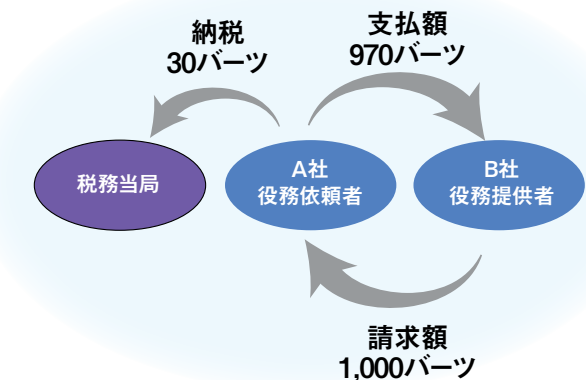 納税
30バーツ
支払額
970バーツ
税務当局
A社
役務依頼者
B社
役務提供者
請求額
1,000バーツ